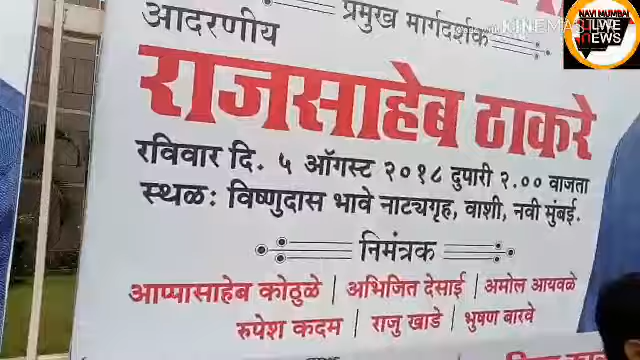 प्रमुख मार्गदर्शक
आदरणीय
राजसाहेब ठाकरे
रविवार दि. ५ ऑगस्ट २०१८ दुपारी २.०० वाजता
स्थळ: विष्णुदास भावे नाट्यगृह, वाशी, नवी मुंबई.
निमंत्रक
आप्पासाहेब कोठुळे | अभिजित देसाई | अमोल आयवळे
रुपेश कदम | राजु खाडे | भुषण बारवे
NAVI MUMBAI
LIVE
NEWS
KINEMASTER